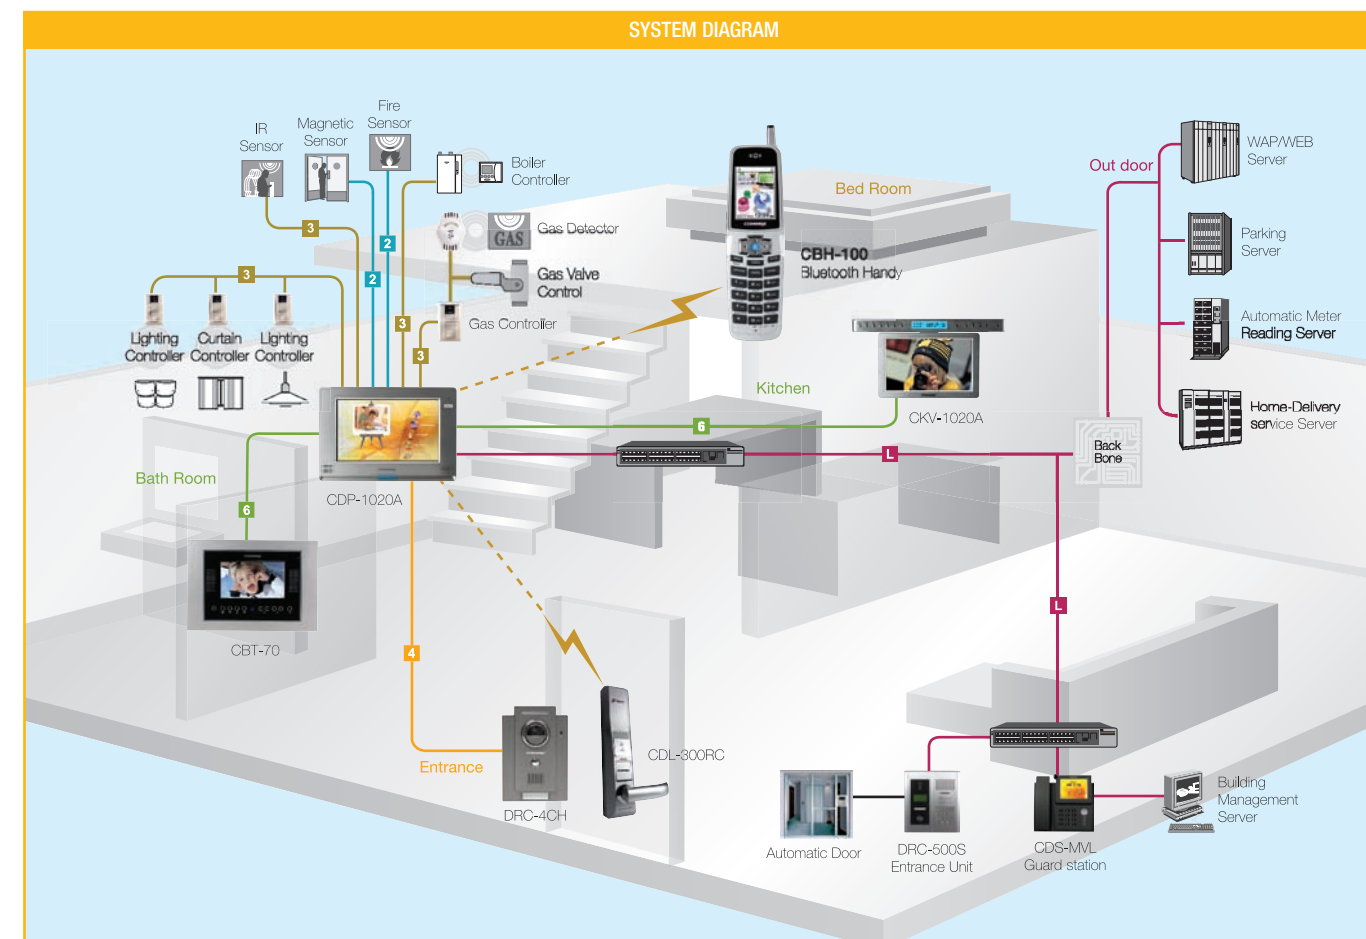 SYSTEM DIAGRAM
Fire
Sensor
IR
Sensor
Magnetic
Sensor
Boiler
Controller
Gas Detector
GAS
Gas Valve
Control
Gas Controller
3
2
2
3
3
3
Lighting
Controller
Curtain
Controller
Lighting
Controller
Bed Room
CBH-100
Bluetooth Handy
Out door
WAP/WEB
Server
Parking
Server
Automatic Meter
Reading Server
Home-Delivery
service Server
Kitchen
CKV-1020A
6
L
Back
Bone
Bath Room
CDP-1020A
6
CBT-70
4
L
Entrance
DRC-4CH
CDL-300RC
Automatic Door
DRC-500S
Entrance Unit
CDS-MVL
Guard station
Building
Management
Server